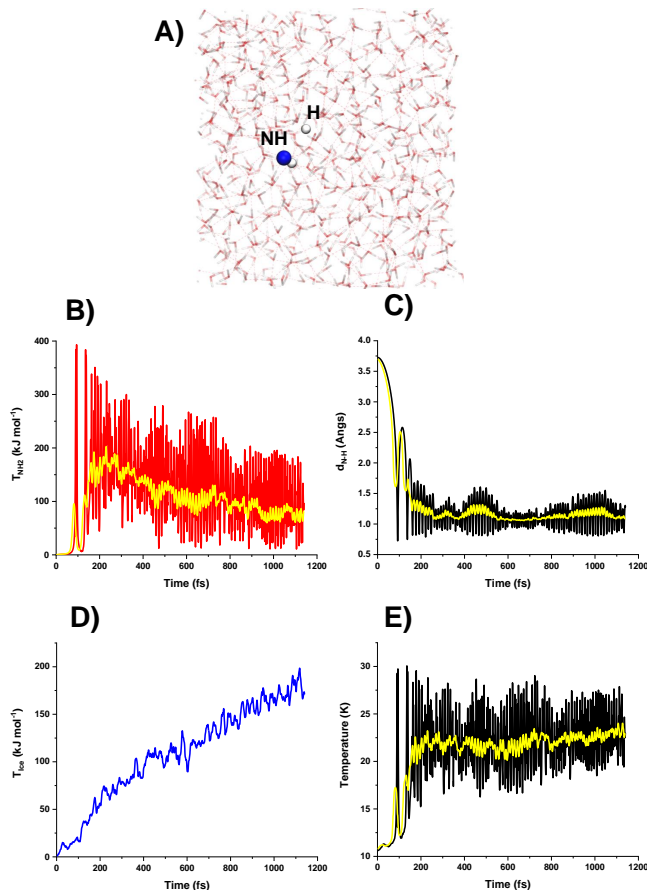 A)
H
NH
B)
400
300
200
100
0
T_NH2 (kJ mol⁻¹)
0 200 400 600 800 1000 1200
Time (fs)
C)
4.0
3.5
3.0
2.5
2.0
1.5
1.0
0.5
d_N-H (Angs)
0 200 400 600 800 1000 1200
Time (fs)
D)
200
150
100
50
0
T_Ice (kJ mol⁻¹)
0 200 400 600 800 1000 1200
Time (fs)
E)
30
25
20
15
10
Temperature (K)
0 200 400 600 800 1000 1200
Time (fs)